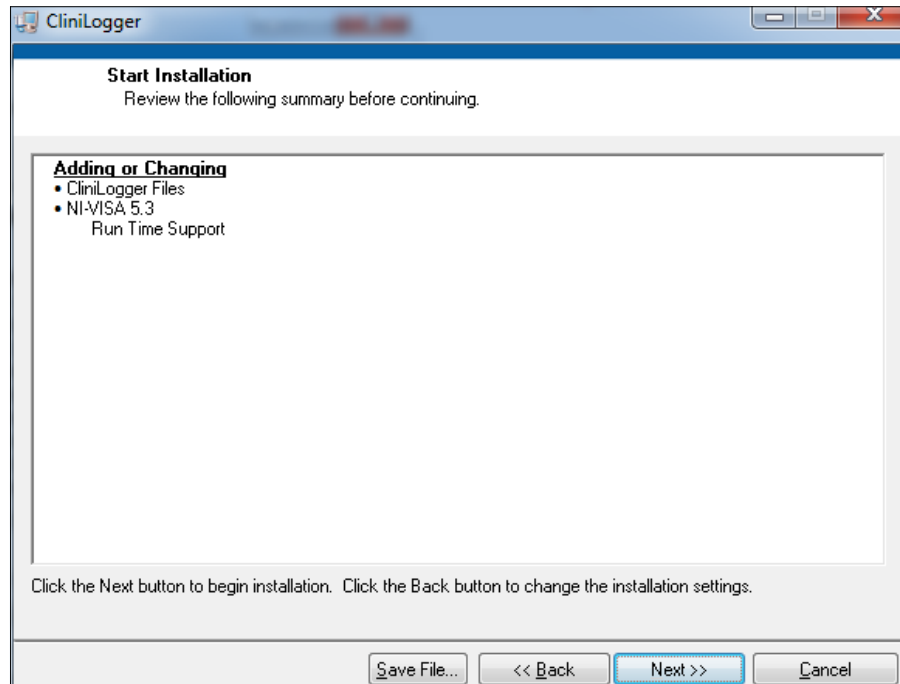 CliniLogger
Start Installation
Review the following summary before continuing.
Adding or Changing
• CliniLogger Files
• NI-VISA 5.3
Run Time Support
Click the Next button to begin installation.  Click the Back button to change the installation settings.
Save File...
<< Back
Next >>
Cancel